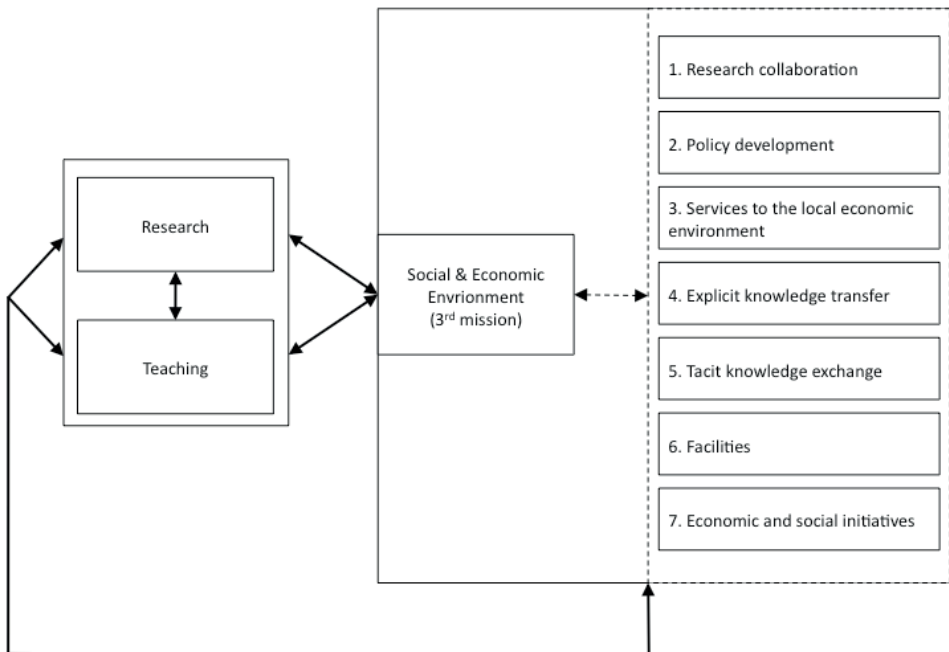 Research
Teaching
Social & Economic
Envrionment
(3rd mission)
1. Research collaboration
2. Policy development
3. Services to the local economic
environment
4. Explicit knowledge transfer
5. Tacit knowledge exchange
6. Facilities
7. Economic and social initiatives